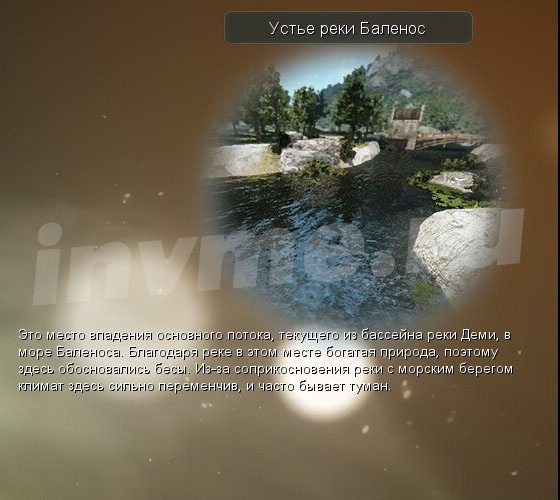 Устье реки Баленос
invme.ru
Это место впадения основного потока, текущего из бассейна реки Деми, в
море Баленоса. Благодаря реке в этом месте богатая природа, поэтому
здесь обосновались бесы. Из-за соприкосновения реки с морским берегом
климат здесь сильно переменчив, и часто бывает туман.